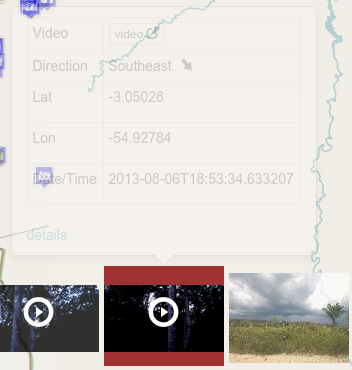 Video video
Direction Southeast
Lat -3.05028
Lon -54.92784
Date/Time 2013-08-06T18:53:34.633207
details